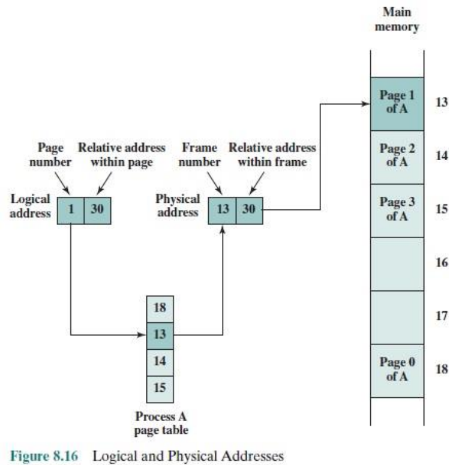 Main
memory
Page 1
of A
13
Page 2
of A
14
Page 3
of A
15
16
17
Page 0
of A
18
Page
number
Relative address
within page
Frame
number
Relative address
within frame
Logical
address
1 30
Physical
address
13 30
18
13
14
15
Process A
page table
Figure 8.16 Logical and Physical Addresses